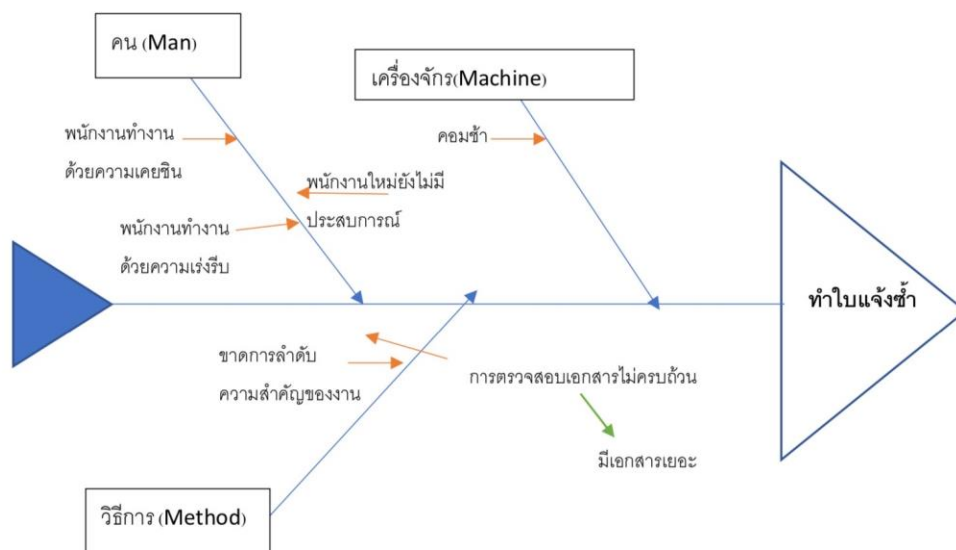 คน (Man)
เครื่องจักร(Machine)
พนักงานทำงาน
ด้วยความเคยชิน
คอมช้า
พนักงานใหม่ยังไม่มี
ประสบการณ์
พนักงานทำงาน
ด้วยความเร่งรีบ
ทำใบแจ้งซ้ำ
ขาดการลำดับ
ความสำคัญของงาน
การตรวจสอบเอกสารไม่ครบถ้วน
มีเอกสารเยอะ
วิธีการ (Method)